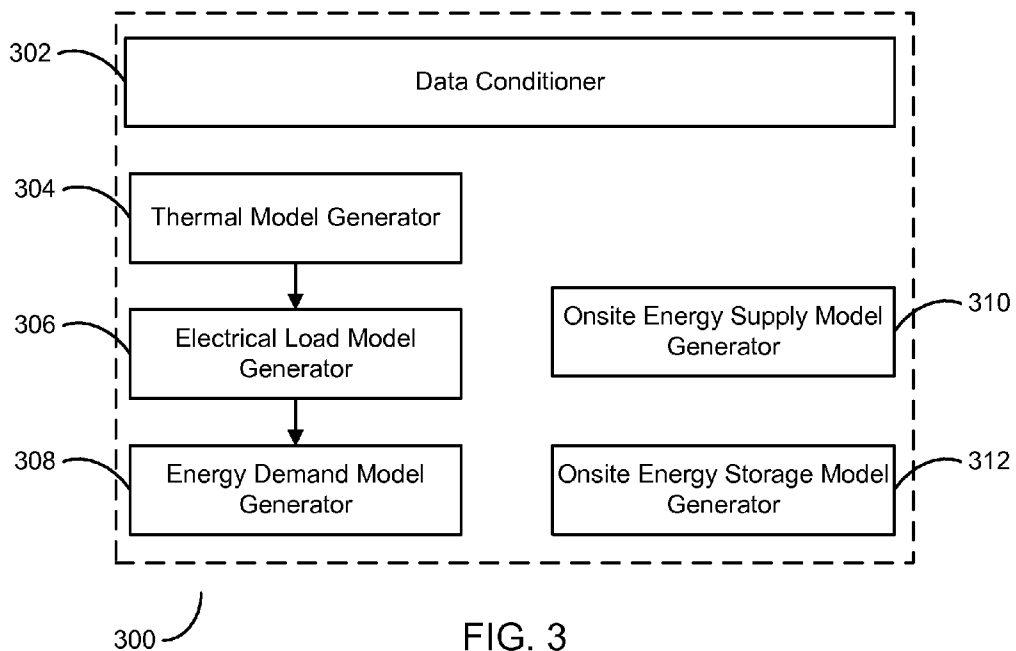 302
Data Conditioner
304
Thermal Model Generator
306
Electrical Load Model
Generator
Onsite Energy Supply Model
Generator
310
308
Energy Demand Model
Generator
Onsite Energy Storage Model
Generator
312
300
FIG. 3